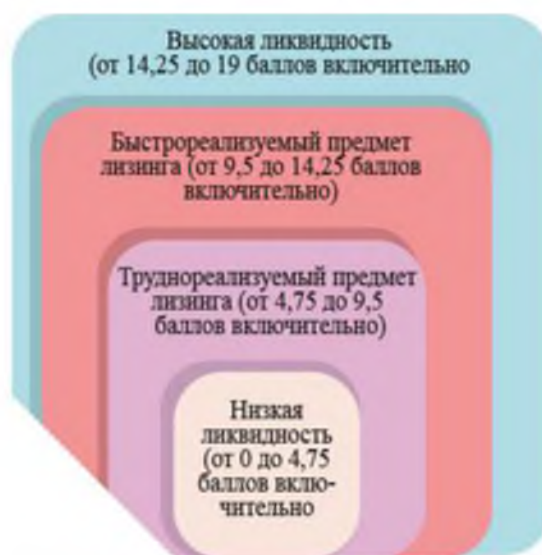 Высокая ликвидность
(от 14,25 до 19 баллов включительно
Быстрореализуемый предмет
лизинга (от 9,5 до 14,25 баллов
включительно)
Труднореализуемый предмет
лизинга (от 4,75 до 9,5
баллов включительно)
Низкая
ликвидность
(от 0 до 4,75
баллов вклю-
чительно